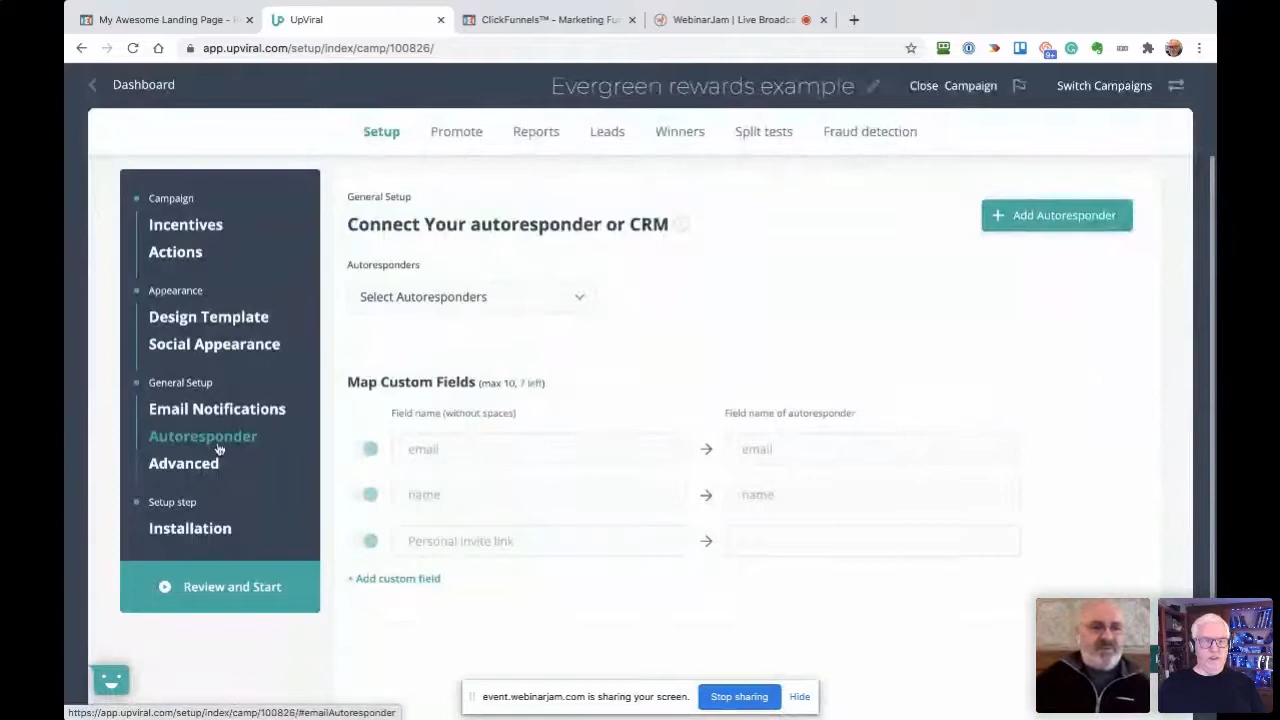 My Awesome Landing Page -
UpViral
ClickFunnels™ - Marketing Fu
WebinarJam | Live Broadca
app.upviral.com/setup/index/camp/100826/
9+
Dashboard
Evergreen rewards example
Close Campaign
Switch Campaigns
Setup
Promote
Reports
Leads
Winners
Split tests
Fraud detection
Campaign
Incentives
Actions
Appearance
Design Template
Social Appearance
General Setup
Email Notifications
Autoresponder
Advanced
Setup step
Installation
Review and Start
General Setup
Connect Your autoresponder or CRM
+ Add Autoresponder
Autoresponders
Select Autoresponders
Map Custom Fields (max 10, 7 left)
Field name (without spaces)
Field name of autoresponder
email
email
name
name
Personal invite link
+ Add custom field
event.webinarjam.com is sharing your screen.
Stop sharing
Hide
https://app.upviral.com/setup/index/camp/100826/#emailAutoresponder